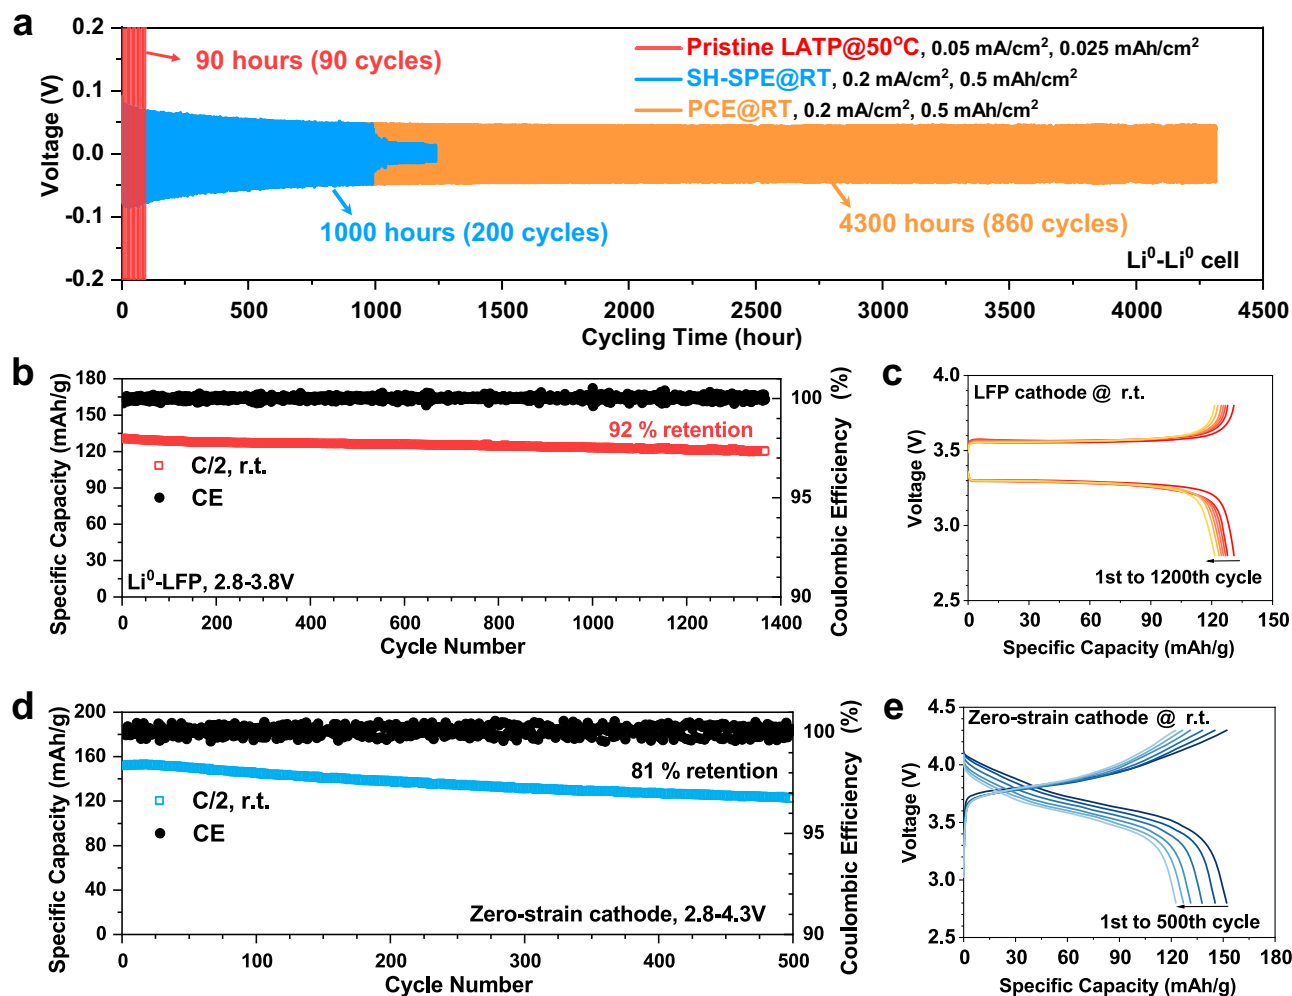 a
0.2
0.1
0.0
-0.1
-0.2
Voltage (V)
90 hours (90 cycles)
Pristine LATP@50°C, 0.05 mA/cm², 0.025 mAh/cm²
SH-SPE@RT, 0.2 mA/cm², 0.5 mAh/cm²
PCE@RT, 0.2 mA/cm², 0.5 mAh/cm²
1000 hours (200 cycles)
4300 hours (860 cycles)
Li⁰-Li⁰ cell
0 500 1000 1500 2000 2500 3000 3500 4000 4500
Cycling Time (hour)
b
180
150
120
90
60
30
0
Specific Capacity (mAh/g)
92 % retention
C/2, r.t.
CE
Li⁰-LFP, 2.8-3.8V
100
95
90
Coulombic Efficiency (%)
0 200 400 600 800 1000 1200 1400
Cycle Number
c
4.0
3.5
3.0
2.5
Voltage (V)
LFP cathode @ r.t.
1st to 1200th cycle
0 30 60 90 120 150
Specific Capacity (mAh/g)
d
200
160
120
80
40
0
Specific Capacity (mAh/g)
81 % retention
C/2, r.t.
CE
Zero-strain cathode, 2.8-4.3V
100
95
90
Coulombic Efficiency (%)
0 100 200 300 400 500
Cycle Number
e
4.5
4.0
3.5
3.0
2.5
Voltage (V)
Zero-strain cathode @ r.t.
1st to 500th cycle
0 30 60 90 120 150 180
Specific Capacity (mAh/g)